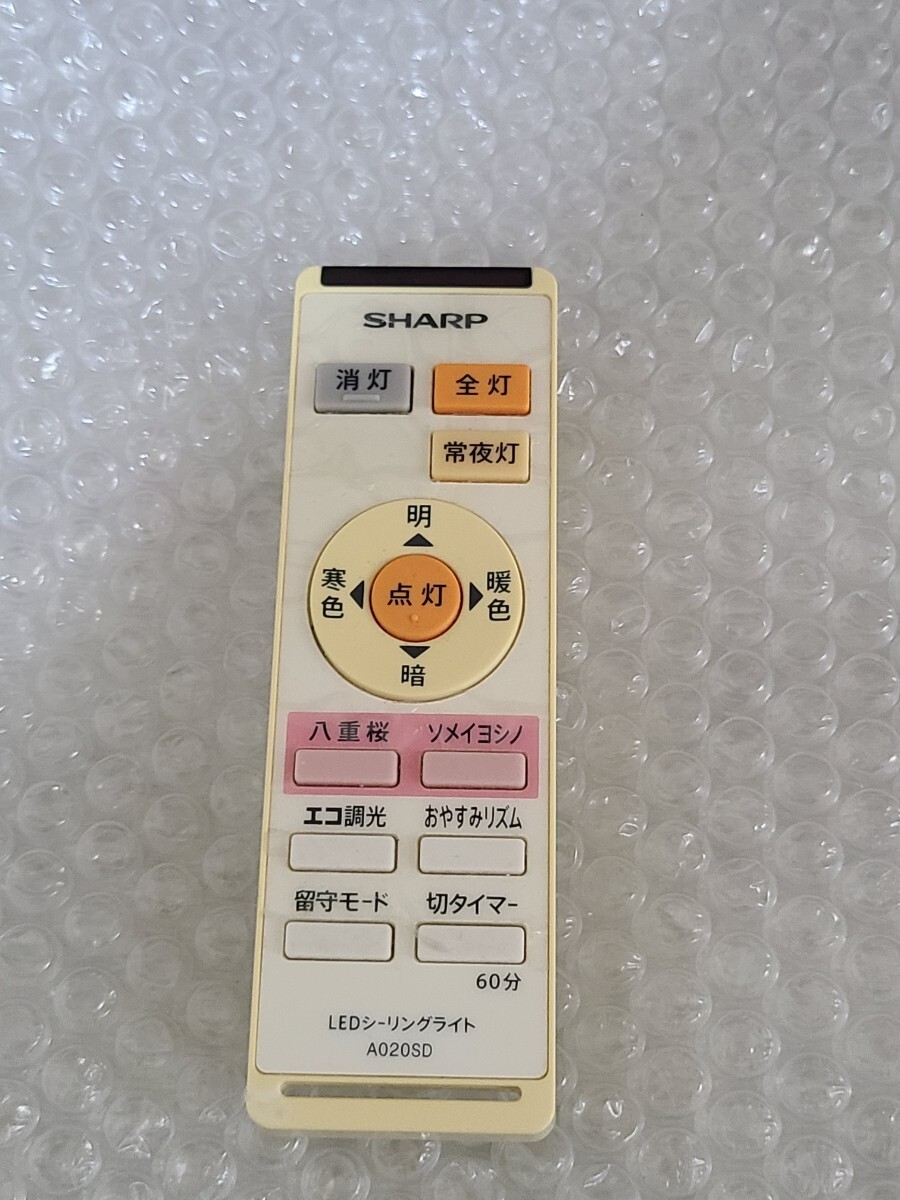 SHARP
消灯 全灯
常夜灯
明
寒色 点灯 暖色
暗
八重桜 ソメイヨシノ
エコ調光 おやすみリズム
留守モード 切タイマー
60分
LEDシーリングライト
A020SD